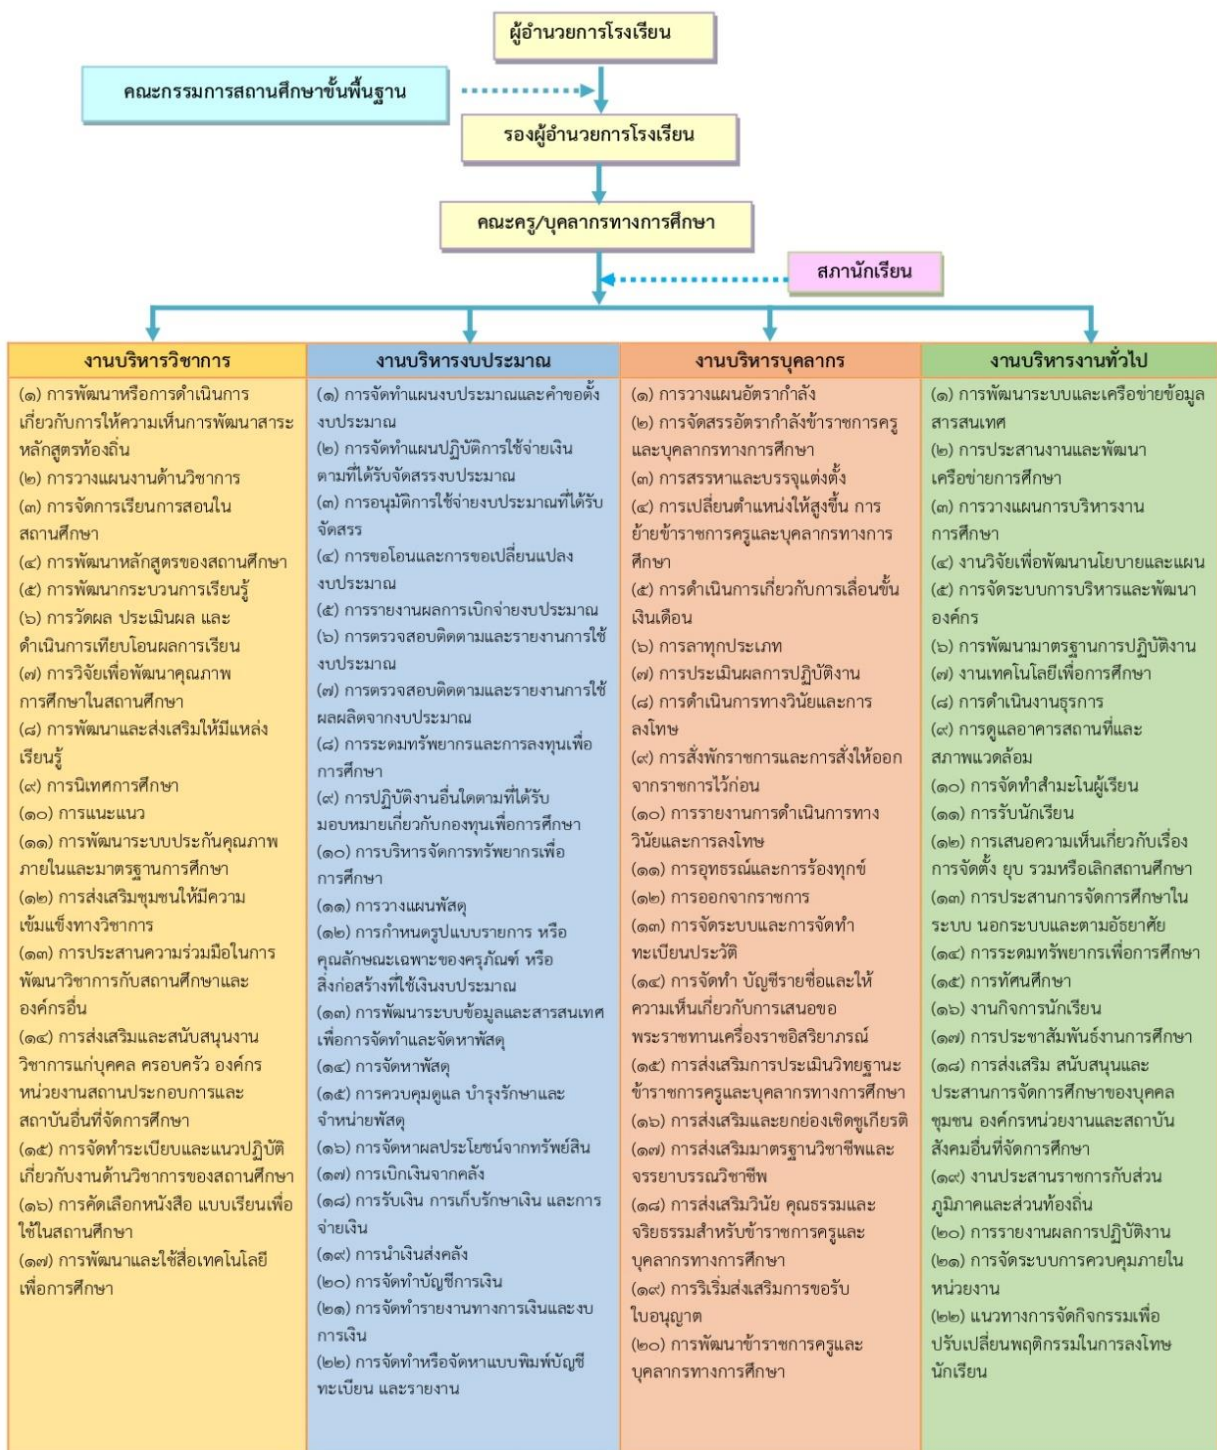 ผู้อำนวยการโรงเรียน
คณะกรรมการสถานศึกษาขั้นพื้นฐาน
รองผู้อำนวยการโรงเรียน
คณะครู/บุคลากรทางการศึกษา
สภานักเรียน
งานบริหารวิชาการ
(๑) การพัฒนาหรือการดำเนินการ
เกี่ยวกับการให้ความเห็นการพัฒนาสาระ
หลักสูตรท้องถิ่น
(๒) การวางแผนงานด้านวิชาการ
(๓) การจัดการเรียนการสอนใน
สถานศึกษา
(๔) การพัฒนาหลักสูตรของสถานศึกษา
(๕) การพัฒนากระบวนการเรียนรู้
(๖) การวัดผล ประเมินผล และ
ดำเนินการเทียบโอนผลการเรียน
(๗) การวิจัยเพื่อพัฒนาคุณภาพ
การศึกษาในสถานศึกษา
(๘) การพัฒนาและส่งเสริมให้มีแหล่ง
เรียนรู้
(๙) การนิเทศการศึกษา
(๑๐) การแนะแนว
(๑๑) การพัฒนาระบบประกันคุณภาพ
ภายในและมาตรฐานการศึกษา
(๑๒) การส่งเสริมชุมชนให้มีความ
เข้มแข็งทางวิชาการ
(๑๓) การประสานความร่วมมือในการ
พัฒนาวิชาการกับสถานศึกษาและ
องค์กรอื่น
(๑๔) การส่งเสริมและสนับสนุนงาน
วิชาการแก่บุคคล ครอบครัว องค์กร
หน่วยงานสถานประกอบการและ
สถาบันอื่นที่จัดการศึกษา
(๑๕) การจัดทำระเบียบและแนวปฏิบัติ
เกี่ยวกับงานด้านวิชาการของสถานศึกษา
(๑๖) การคัดเลือกหนังสือ แบบเรียนเพื่อ
ใช้ในสถานศึกษา
(๑๗) การพัฒนาและใช้สื่อเทคโนโลยี
เพื่อการศึกษา
งานบริหารงบประมาณ
(๑) การจัดทำแผนงบประมาณและคำขอตั้ง
งบประมาณ
(๒) การจัดทำแผนปฏิบัติการใช้จ่ายเงิน
ตามที่ได้รับจัดสรรงบประมาณ
(๓) การอนุมัติการใช้จ่ายงบประมาณที่ได้รับ
จัดสรร
(๔) การขอโอนและการขอเปลี่ยนแปลง
งบประมาณ
(๕) การรายงานผลการเบิกจ่ายงบประมาณ
(๖) การตรวจสอบติดตามและรายงานการใช้
งบประมาณ
(๗) การตรวจสอบติดตามและรายงานการใช้
ผลผลิตจากงบประมาณ
(๘) การระดมทรัพยากรและการลงทุนเพื่อ
การศึกษา
(๙) การปฏิบัติงานอื่นใดตามที่ได้รับ
มอบหมายเกี่ยวกับกองทุนเพื่อการศึกษา
(๑๐) การบริหารจัดการทรัพยากรเพื่อ
การศึกษา
(๑๑) การวางแผนพัสดุ
(๑๒) การกำหนดรูปแบบรายการ หรือ
คุณลักษณะเฉพาะของครุภัณฑ์ หรือ
สิ่งก่อสร้างที่ใช้เงินงบประมาณ
(๑๓) การพัฒนาระบบข้อมูลและสารสนเทศ
เพื่อการจัดทำและจัดหาพัสดุ
(๑๔) การจัดหาพัสดุ
(๑๕) การควบคุมดูแล บำรุงรักษาและ
จำหน่ายพัสดุ
(๑๖) การจัดหาผลประโยชน์จากทรัพย์สิน
(๑๗) การเบิกเงินจากคลัง
(๑๘) การรับเงิน การเก็บรักษาเงิน และการ
จ่ายเงิน
(๑๙) การนำเงินส่งคลัง
(๒๐) การจัดทำบัญชีการเงิน
(๒๑) การจัดทำรายงานทางการเงินและงบ
การเงิน
(๒๒) การจัดทำหรือจัดหาแบบพิมพ์บัญชี
ทะเบียน และรายงาน
งานบริหารบุคลากร
(๑) การวางแผนอัตรากำลัง
(๒) การจัดสรรอัตรากำลังข้าราชการครู
และบุคลากรทางการศึกษา
(๓) การสรรหาและบรรจุแต่งตั้ง
(๔) การเปลี่ยนตำแหน่งให้สูงขึ้น การ
ย้ายข้าราชการครูและบุคลากรทางการ
ศึกษา
(๕) การดำเนินการเกี่ยวกับการเลื่อนขั้น
เงินเดือน
(๖) การลาทุกประเภท
(๗) การประเมินผลการปฏิบัติงาน
(๘) การดำเนินการทางวินัยและการ
ลงโทษ
(๙) การสั่งพักราชการและการสั่งให้ออก
จากราชการไว้ก่อน
(๑๐) การรายงานการดำเนินการทาง
วินัยและการลงโทษ
(๑๑) การอุทธรณ์และการร้องทุกข์
(๑๒) การออกจากราชการ
(๑๓) การจัดระบบและการจัดทำ
ทะเบียนประวัติ
(๑๔) การจัดทำ บัญชีรายชื่อและให้
ความเห็นเกี่ยวกับการเสนอขอ
พระราชทานเครื่องราชอิสริยาภรณ์
(๑๕) การส่งเสริมการประเมินวิทยฐานะ
ข้าราชการครูและบุคลากรทางการศึกษา
(๑๖) การส่งเสริมและยกย่องเชิดชูเกียรติ
(๑๗) การส่งเสริมมาตรฐานวิชาชีพและ
จรรยาบรรณวิชาชีพ
(๑๘) การส่งเสริมวินัย คุณธรรมและ
จริยธรรมสำหรับข้าราชการครูและ
บุคลากรทางการศึกษา
(๑๙) การริเริ่มส่งเสริมการขอรับ
ใบอนุญาต
(๒๐) การพัฒนาข้าราชการครูและ
บุคลากรทางการศึกษา
งานบริหารงานทั่วไป
(๑) การพัฒนาระบบและเครือข่ายข้อมูล
สารสนเทศ
(๒) การประสานงานและพัฒนา
เครือข่ายการศึกษา
(๓) การวางแผนการบริหารงาน
การศึกษา
(๔) งานวิจัยเพื่อพัฒนานโยบายและแผน
(๕) การจัดระบบการบริหารและพัฒนา
องค์กร
(๖) การพัฒนามาตรฐานการปฏิบัติงาน
(๗) งานเทคโนโลยีเพื่อการศึกษา
(๘) การดำเนินงานธุรการ
(๙) การดูแลอาคารสถานที่และ
สภาพแวดล้อม
(๑๐) การจัดทำสำมะโนผู้เรียน
(๑๑) การรับนักเรียน
(๑๒) การเสนอความเห็นเกี่ยวกับเรื่อง
การจัดตั้ง ยุบ รวมหรือเลิกสถานศึกษา
(๑๓) การประสานการจัดการศึกษาใน
ระบบ นอกระบบและตามอัธยาศัย
(๑๔) การระดมทรัพยากรเพื่อการศึกษา
(๑๕) การทัศนศึกษา
(๑๖) งานกิจการนักเรียน
(๑๗) การประชาสัมพันธ์งานการศึกษา
(๑๘) การส่งเสริม สนับสนุนและ
ประสานการจัดการศึกษาของบุคคล
ชุมชน องค์กรหน่วยงานและสถาบัน
สังคมอื่นที่จัดการศึกษา
(๑๙) งานประสานราชการกับส่วน
ภูมิภาคและส่วนท้องถิ่น
(๒๐) การรายงานผลการปฏิบัติงาน
(๒๑) การจัดระบบการควบคุมภายใน
หน่วยงาน
(๒๒) แนวทางการจัดกิจกรรมเพื่อ
ปรับเปลี่ยนพฤติกรรมในการลงโทษ
นักเรียน